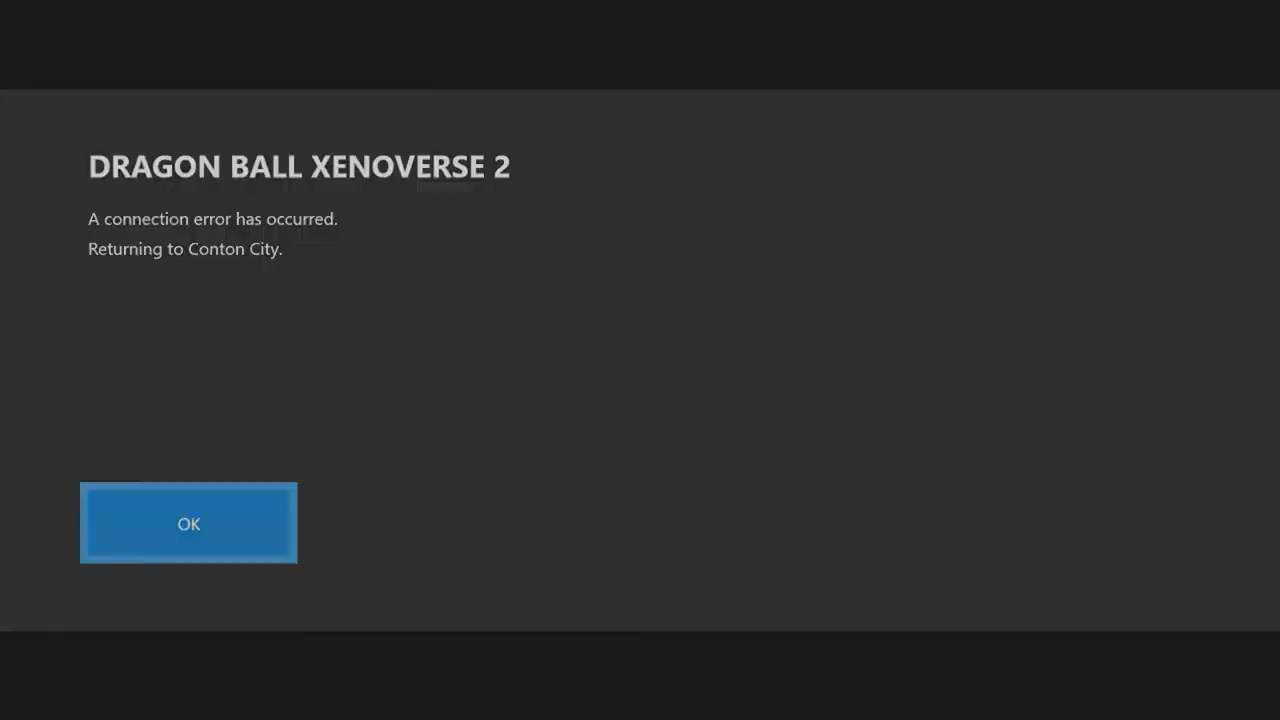 DRAGON BALL XENOVERSE 2
A connection error has occurred.
Returning to Conton City.
OK